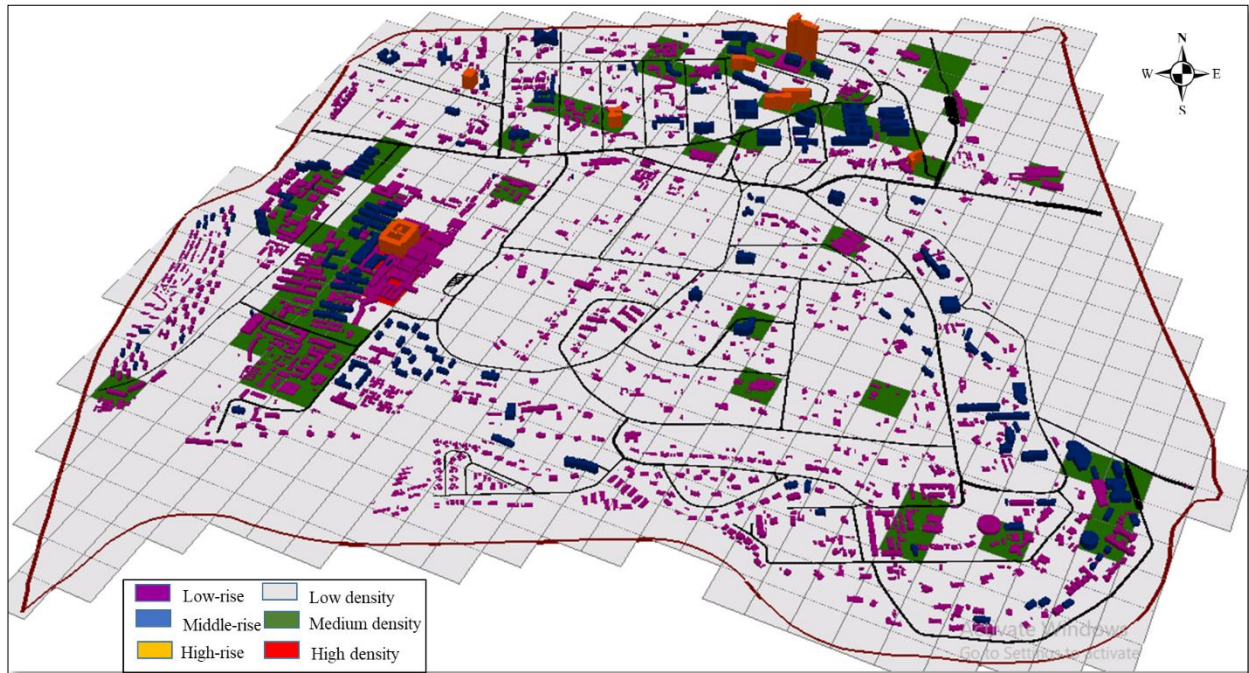 N
W E
S
Low-rise Low density
Middle-rise Medium density
High-rise High density
Activate Windows
Go to Settings to activate